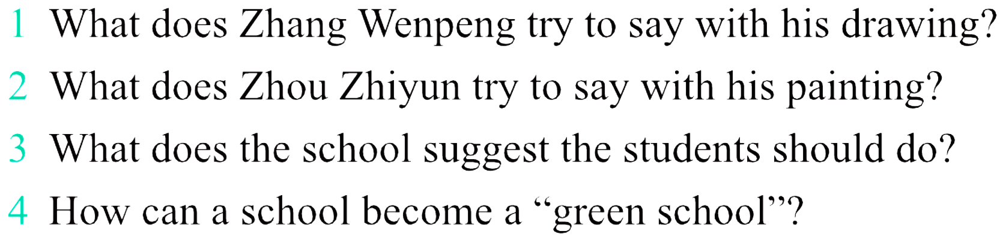 1 What does Zhang Wenpeng try to say with his drawing?
2 What does Zhou Zhiyun try to say with his painting?
3 What does the school suggest the students should do?
4 How can a school become a “green school”?